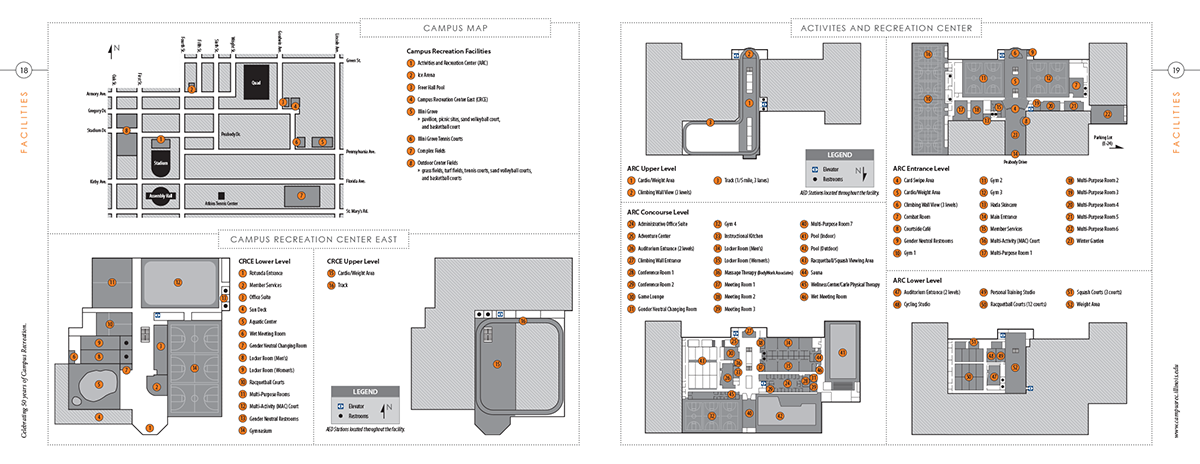 CAMPUS MAP
N
Fourth St.
Fifth St.
Sixth St.
Wright St.
Goodwin Ave.
Lincoln Ave.
Oak St.
First St.
Green St.
Armory Ave.
Gregory Dr.
Stadium Dr.
Peabody Dr.
Pennsylvania Ave.
Kirby Ave.
Florida Ave.
St. Mary's Rd.
Quad
Stadium
Assembly Hall
Atkins Tennis Center
Campus Recreation Facilities
1 Activities and Recreation Center (ARC)
2 Ice Arena
3 Freer Hall Pool
4 Campus Recreation Center East (CRCE)
5 Illini Grove
• pavilion, picnic sites, sand volleyball court,
and basketball court
6 Illini Grove Tennis Courts
7 Complex Fields
8 Outdoor Center Fields
• grass fields, turf fields, tennis courts, sand volleyball courts,
and basketball courts
18
FACILITIES
Celebrating 50 years of Campus Recreation.
CAMPUS RECREATION CENTER EAST
CRCE Lower Level
1 Rotunda Entrance
2 Member Services
3 Office Suite
4 Sun Deck
5 Aquatic Center
6 Wet Meeting Room
7 Gender Neutral Changing Room
8 Locker Room (Men's)
9 Locker Room (Women's)
10 Racquetball Courts
11 Multi-Purpose Rooms
12 Multi-Activity (MAC) Court
13 Gender Neutral Restrooms
14 Gymnasium
CRCE Upper Level
15 Cardio/Weight Area
16 Track
LEGEND
Elevator
Restrooms
N
AED Stations located throughout the facility.
ACTIVITES AND RECREATION CENTER
ARC Upper Level
1 Cardio/Weight Area
2 Climbing Wall View (3 levels)
3 Track (1/5 mile, 3 lanes)
LEGEND
Elevator
Restrooms
N
AED Stations located throughout the facility.
Parking Lot
(E-24)
Peabody Drive
ARC Entrance Level
4 Card Swipe Area
5 Cardio/Weight Area
6 Climbing Wall View (3 levels)
7 Combat Room
8 Courtside Café
9 Gender Neutral Restrooms
10 Gym 1
11 Gym 2
12 Gym 3
13 Hada Skincare
14 Main Entrance
15 Member Services
16 Multi-Activity (MAC) Court
17 Multi-Purpose Room 1
18 Multi-Purpose Room 2
19 Multi-Purpose Room 3
20 Multi-Purpose Room 4
21 Multi-Purpose Room 5
22 Multi-Purpose Room 6
23 Winter Garden
ARC Concourse Level
24 Administrative Office Suite
25 Adventure Center
26 Auditorium Entrance (2 levels)
27 Climbing Wall Entrance
28 Conference Room 1
29 Conference Room 2
30 Game Lounge
31 Gender Neutral Changing Room
32 Gym 4
33 Instructional Kitchen
34 Locker Room (Men's)
35 Locker Room (Women's)
36 Massage Therapy (BodyWork Associates)
37 Meeting Room 1
38 Meeting Room 2
39 Meeting Room 3
40 Multi-Purpose Room 7
41 Pool (Indoor)
42 Pool (Outdoor)
43 Racquetball/Squash Viewing Area
44 Sauna
45 Wellness Center/Carle Physical Therapy
46 Wet Meeting Room
ARC Lower Level
47 Auditorium Entrance (2 levels)
48 Cycling Studio
49 Personal Training Studio
50 Racquetball Courts (12 courts)
51 Squash Courts (3 courts)
52 Weight Area
19
FACILITIES
www.campusrec.illinois.edu